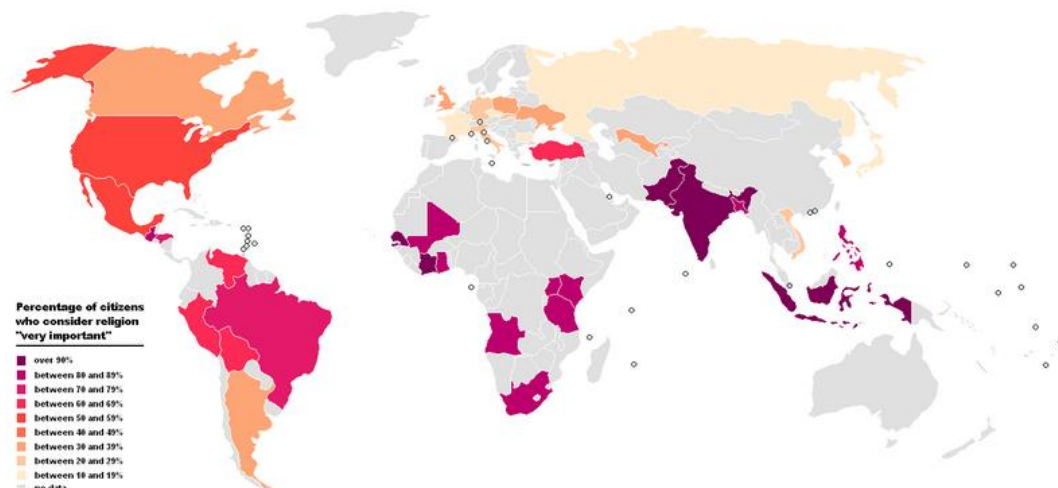 Percentage of citizens
who consider religion
"very important"
over 90%
between 80 and 89%
between 70 and 79%
between 60 and 69%
between 50 and 59%
between 40 and 49%
between 30 and 39%
between 20 and 29%
between 10 and 19%
no data